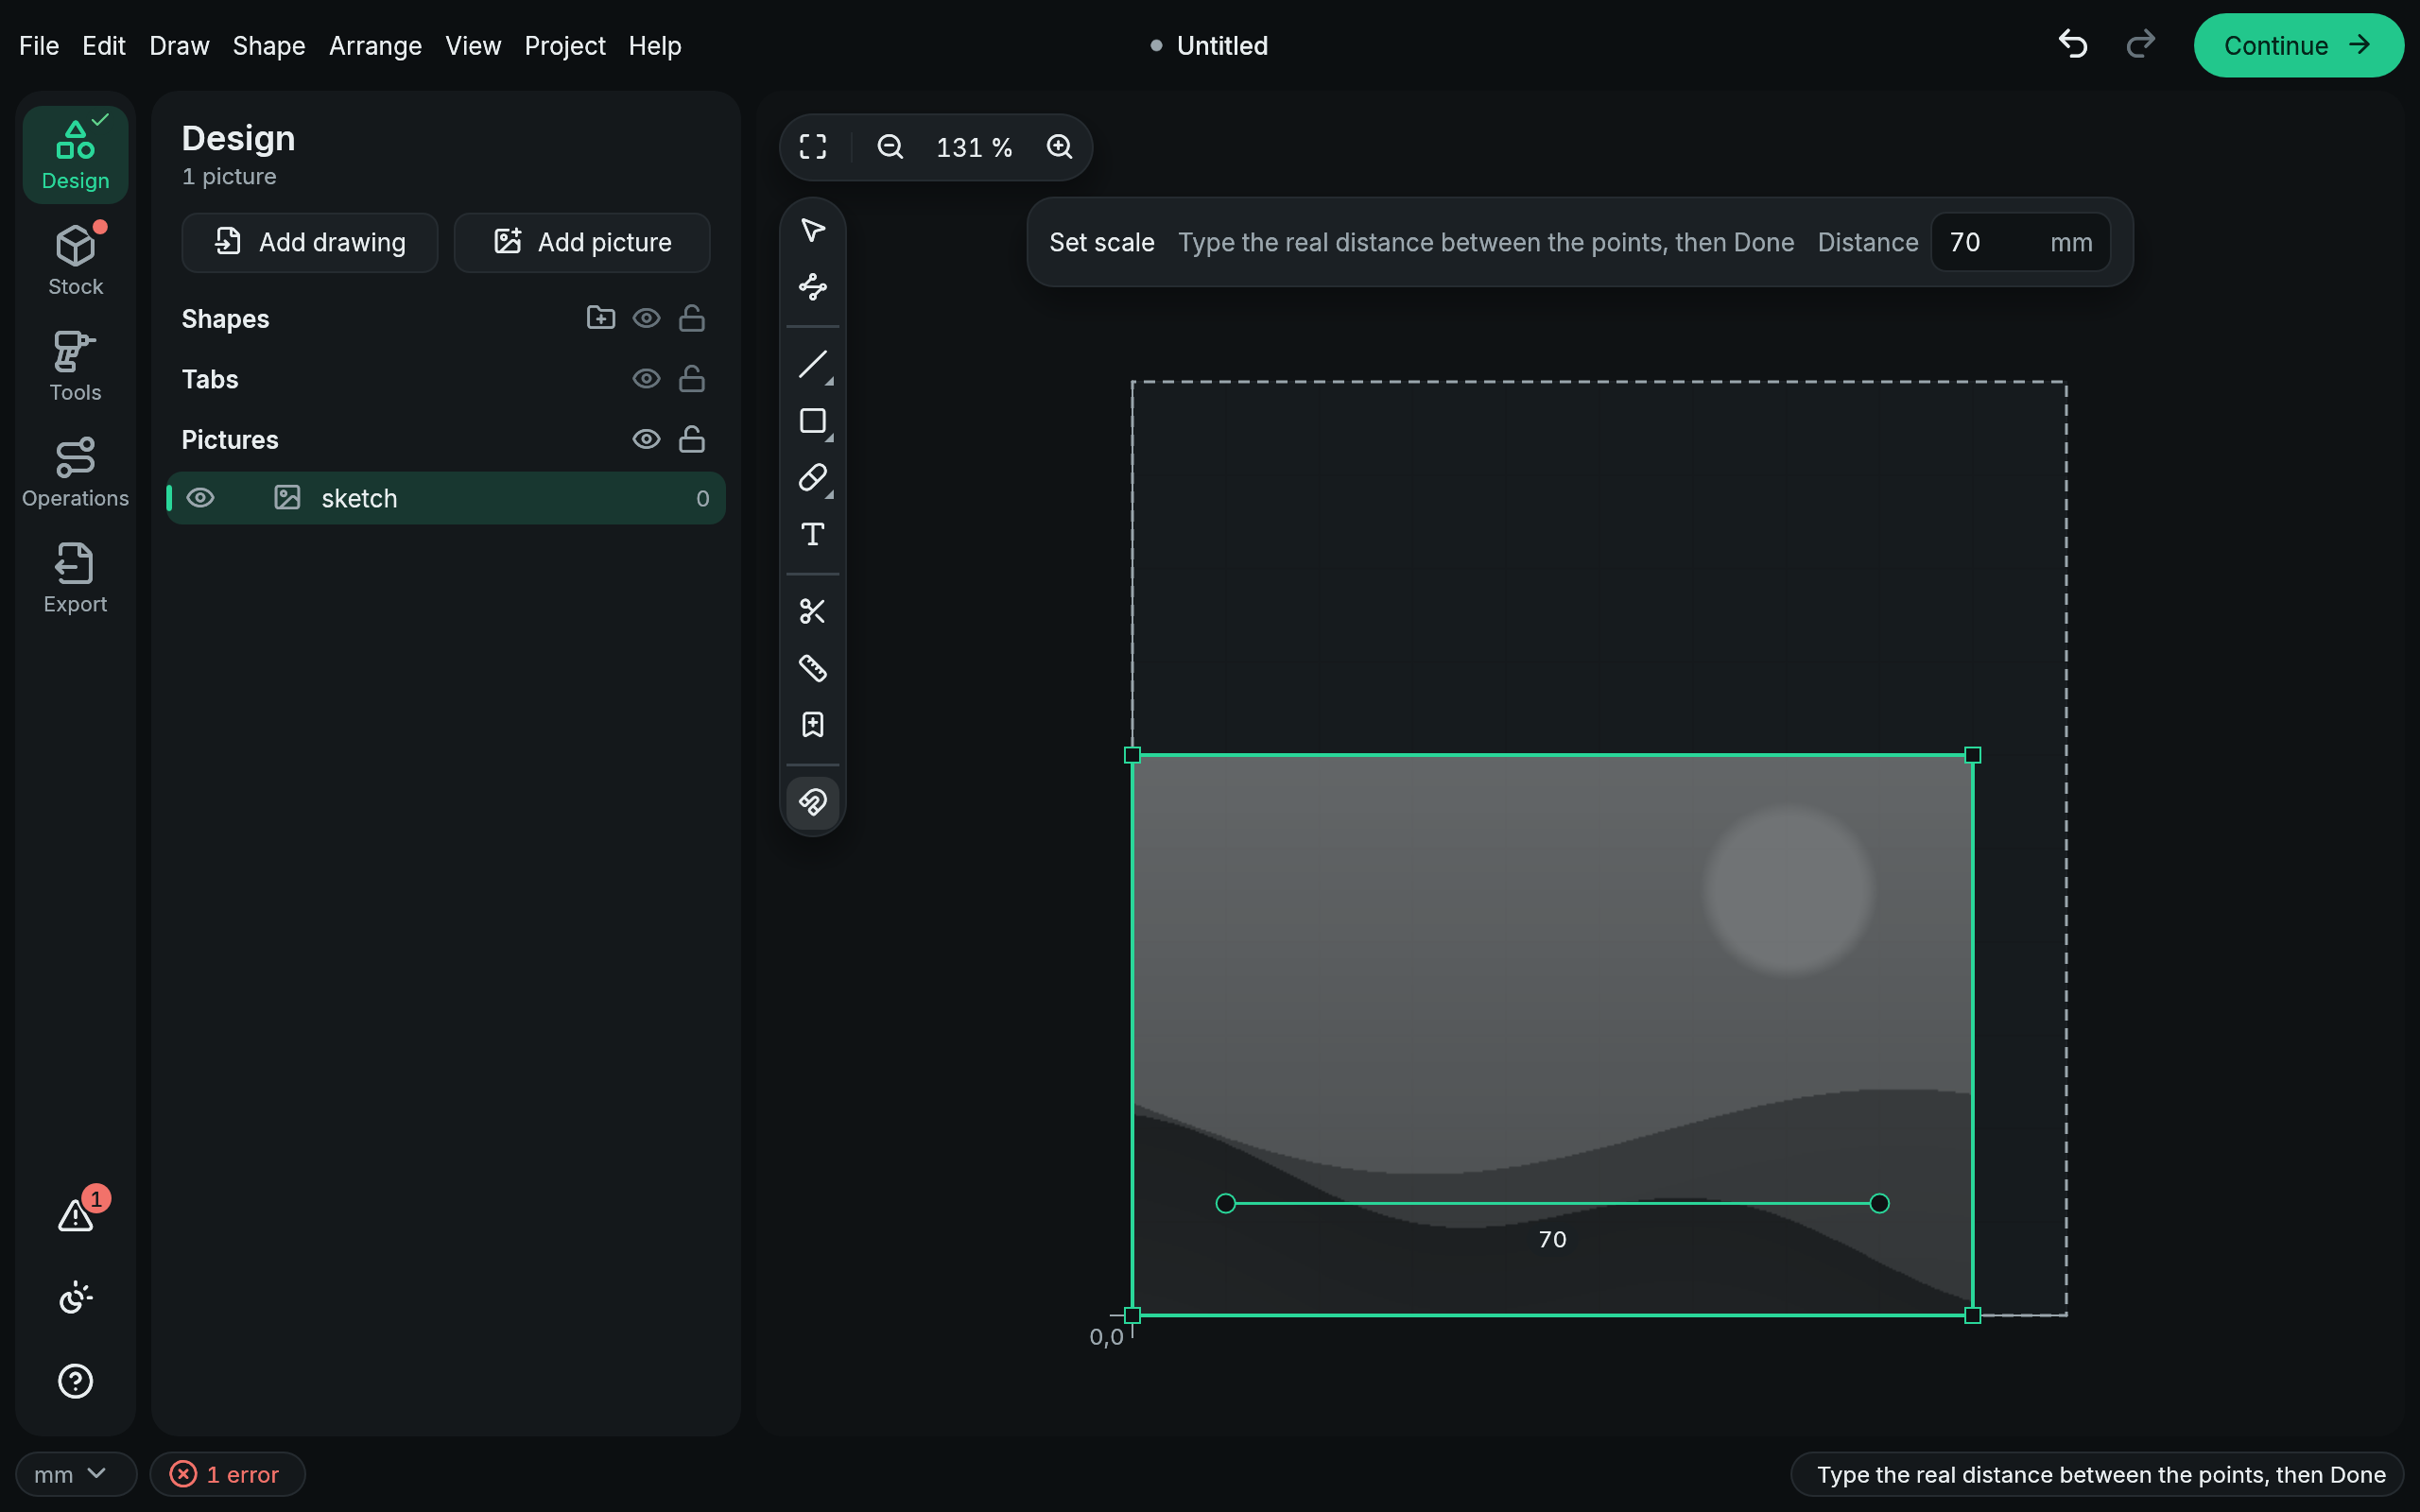 File Edit Draw Shape Arrange View Project Help
Untitled
Continue
Design
Stock
Tools
Operations
Export
1
Design
1 picture
Add drawing
Add picture
Shapes
Tabs
Pictures
sketch 0
131 %
Set scale Type the real distance between the points, then Done Distance 70 mm
70
0,0
mm
1 error
Type the real distance between the points, then Done